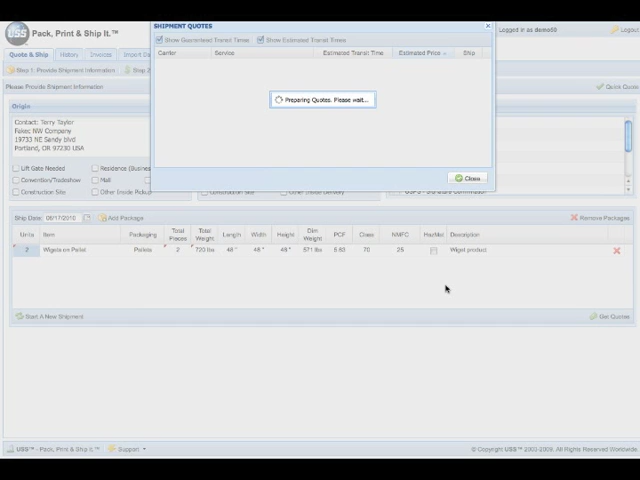 USS Pack, Print & Ship It.™
Logged in as demo60
Logout
Quote & Ship
History
Invoices
Step 1: Provide Shipment Information
Step 2
Please Provide Shipment Information
Quick Quote
Origin
Contact: Terry Taylor
Fakec NW Company
19733 NE Sandy blvd
Portland, OR 97230 USA
Lift Gate Needed
Residence (Business
Convention/Tradeshow
Mall
Construction Site
Other Inside Pickup
Construction Site
Other Inside Delivery
SHIPMENT QUOTES
Show Guaranteed Transit Times
Show Estimated Transit Times
Carrier
Service
Estimated Transit Time
Estimated Price
Ship
Preparing Quotes. Please wait...
Close
Ship Date: 08/17/2010
Add Package
Remove Packages
Units Item Packaging Total Pieces Total Weight Length Width Height Dim Weight PCF Class NMFC HazMat Description
2 Wigets on Pallet Pallets 2 720 lbs 48 " 48 " 48 " 571 lbs 5.63 70 25 Wiget product
Start A New Shipment
Get Quotes
USS™ - Pack, Print & Ship It.™
Support
© Copyright USS™ 2003-2009. All Rights Reserved Worldwide.